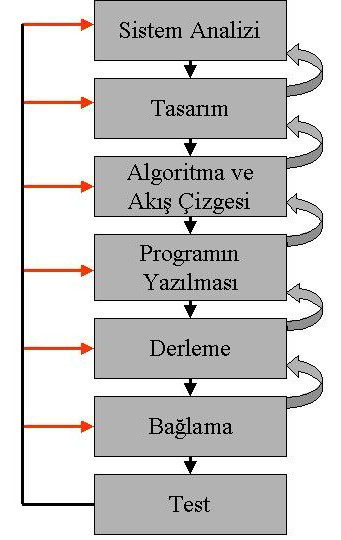 Sistem Analizi
Tasarım
Algoritma ve
Akış Çizgesi
Programın
Yazılması
Derleme
Bağlama
Test